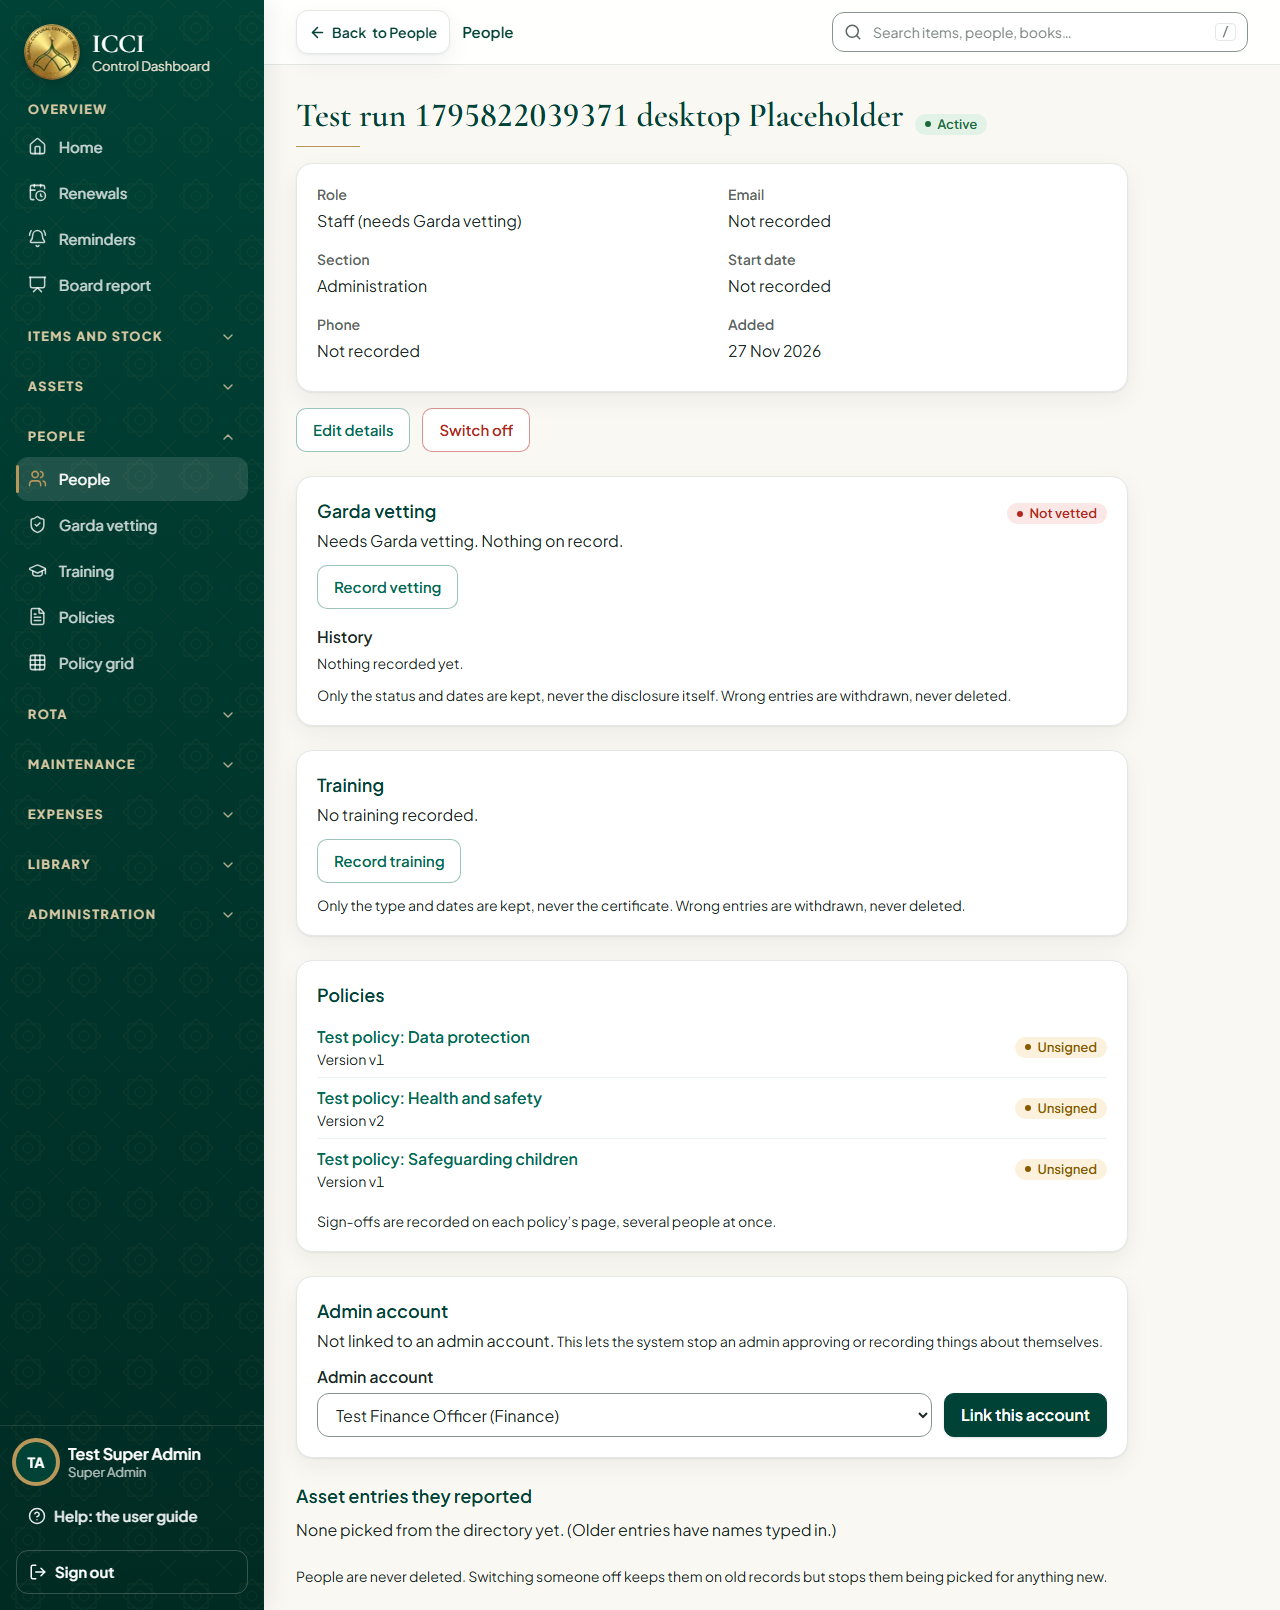 ICCI
Control Dashboard
OVERVIEW
Home
Renewals
Reminders
Board report
ITEMS AND STOCK
ASSETS
PEOPLE
People
Garda vetting
Training
Policies
Policy grid
ROTA
MAINTENANCE
EXPENSES
LIBRARY
ADMINISTRATION
TA
Test Super Admin
Super Admin
Help: the user guide
Sign out
Back to People
People
Search items, people, books…
/
Test run 1795822039371 desktop Placeholder
Active
Role
Staff (needs Garda vetting)
Email
Not recorded
Section
Administration
Start date
Not recorded
Phone
Not recorded
Added
27 Nov 2026
Edit details
Switch off
Garda vetting
Not vetted
Needs Garda vetting. Nothing on record.
Record vetting
History
Nothing recorded yet.
Only the status and dates are kept, never the disclosure itself. Wrong entries are withdrawn, never deleted.
Training
No training recorded.
Record training
Only the type and dates are kept, never the certificate. Wrong entries are withdrawn, never deleted.
Policies
Test policy: Data protection
Version v1
Unsigned
Test policy: Health and safety
Version v2
Unsigned
Test policy: Safeguarding children
Version v1
Unsigned
Sign-offs are recorded on each policy's page, several people at once.
Admin account
Not linked to an admin account. This lets the system stop an admin approving or recording things about themselves.
Admin account
Test Finance Officer (Finance)
Link this account
Asset entries they reported
None picked from the directory yet. (Older entries have names typed in.)
People are never deleted. Switching someone off keeps them on old records but stops them being picked for anything new.